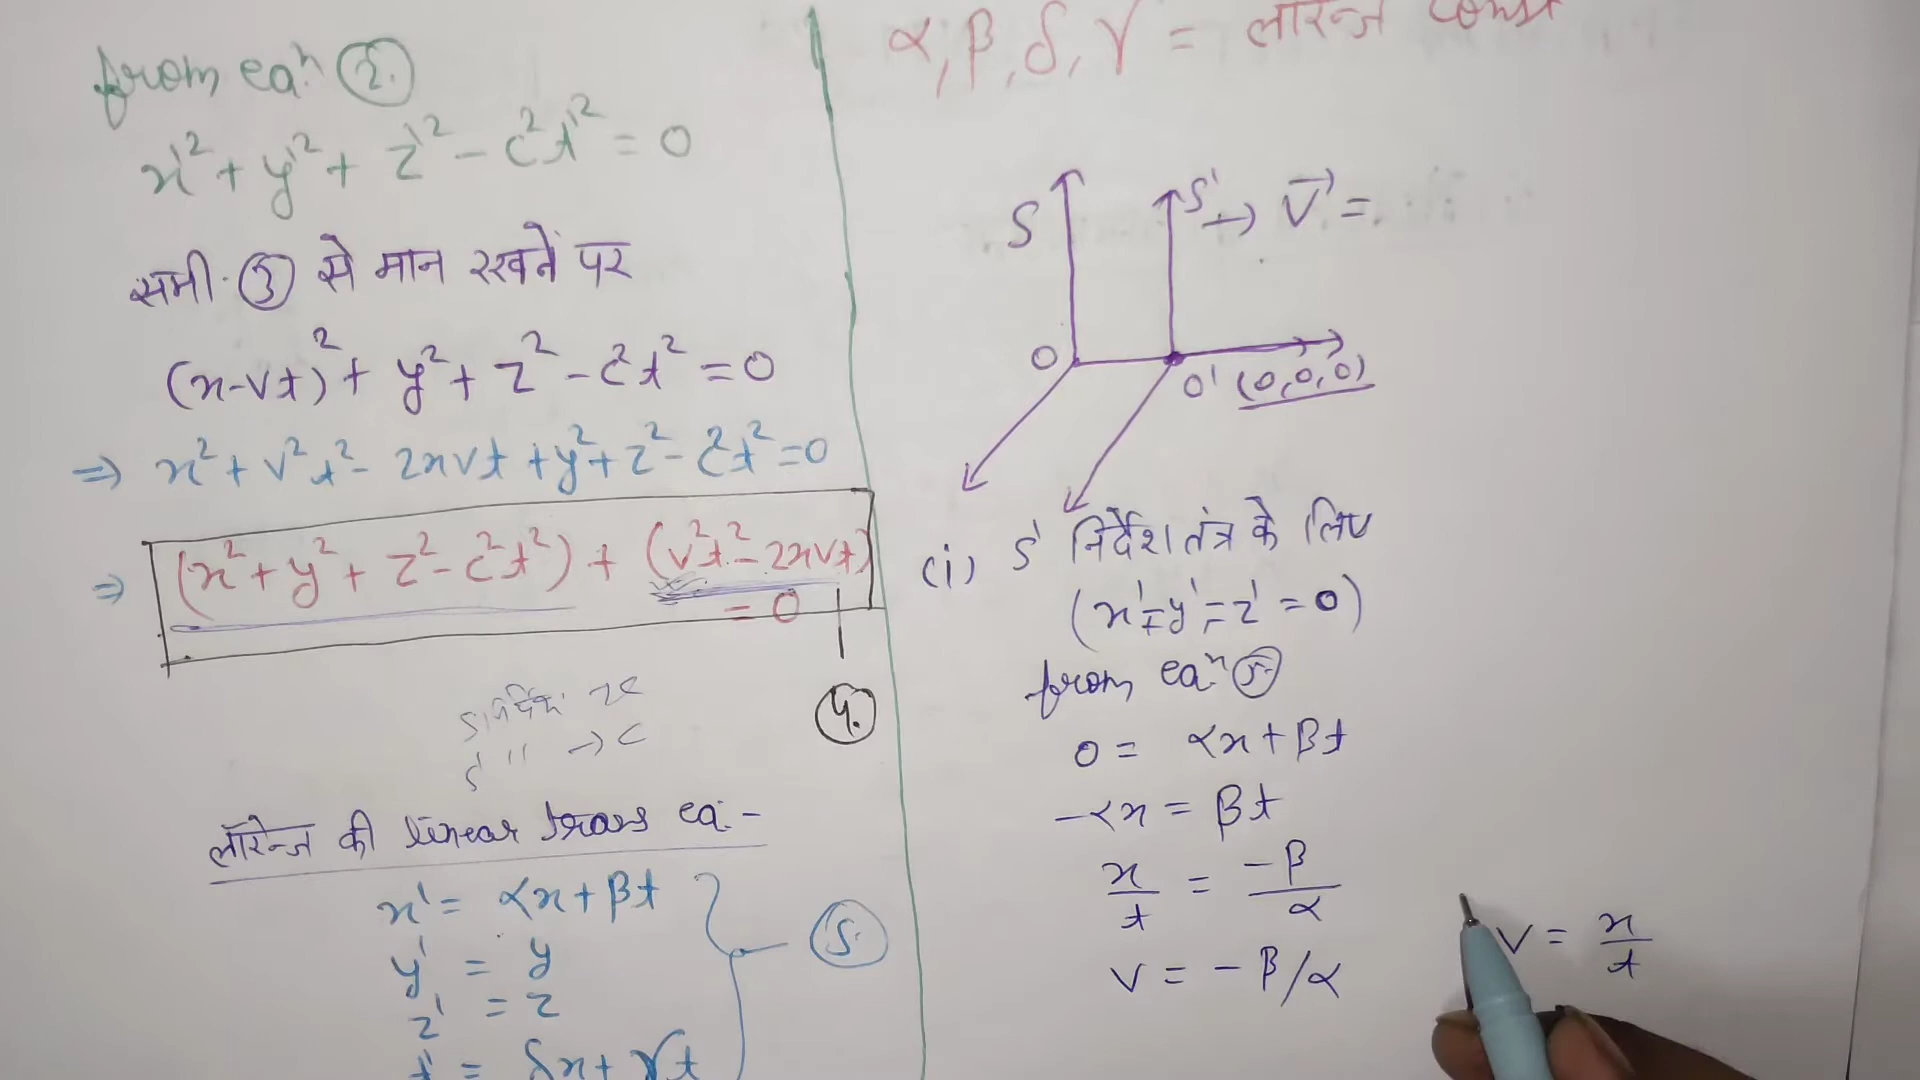 from eqⁿ (2.)
x'² + y'² + z'² - c²t'² = 0
समी. (3) से मान रखने पर
(x-vt)² + y² + z² - c²t² = 0
⇒ x² + v²t² - 2xvt + y² + z² - c²t² = 0
⇒ (x² + y² + z² - c²t²) + (v²t² - 2xvt)
= 0
(4.)
S' " → c
लॉरेन्ज की linear trans eq. -
x' = αx + βt
y' = y
z' = z
(5.)
t' = δx + γt
α, β, δ, γ = लॉरेन्ज const
S S' → V⃗ =
O O' (0,0,0)
(i) S' निर्देश तंत्र के लिए
(x' = y' = z' = 0)
from eqⁿ (5.)
0 = αx + βt
-αx = βt
x/t = -β/α
v = -β/α
v = x/t